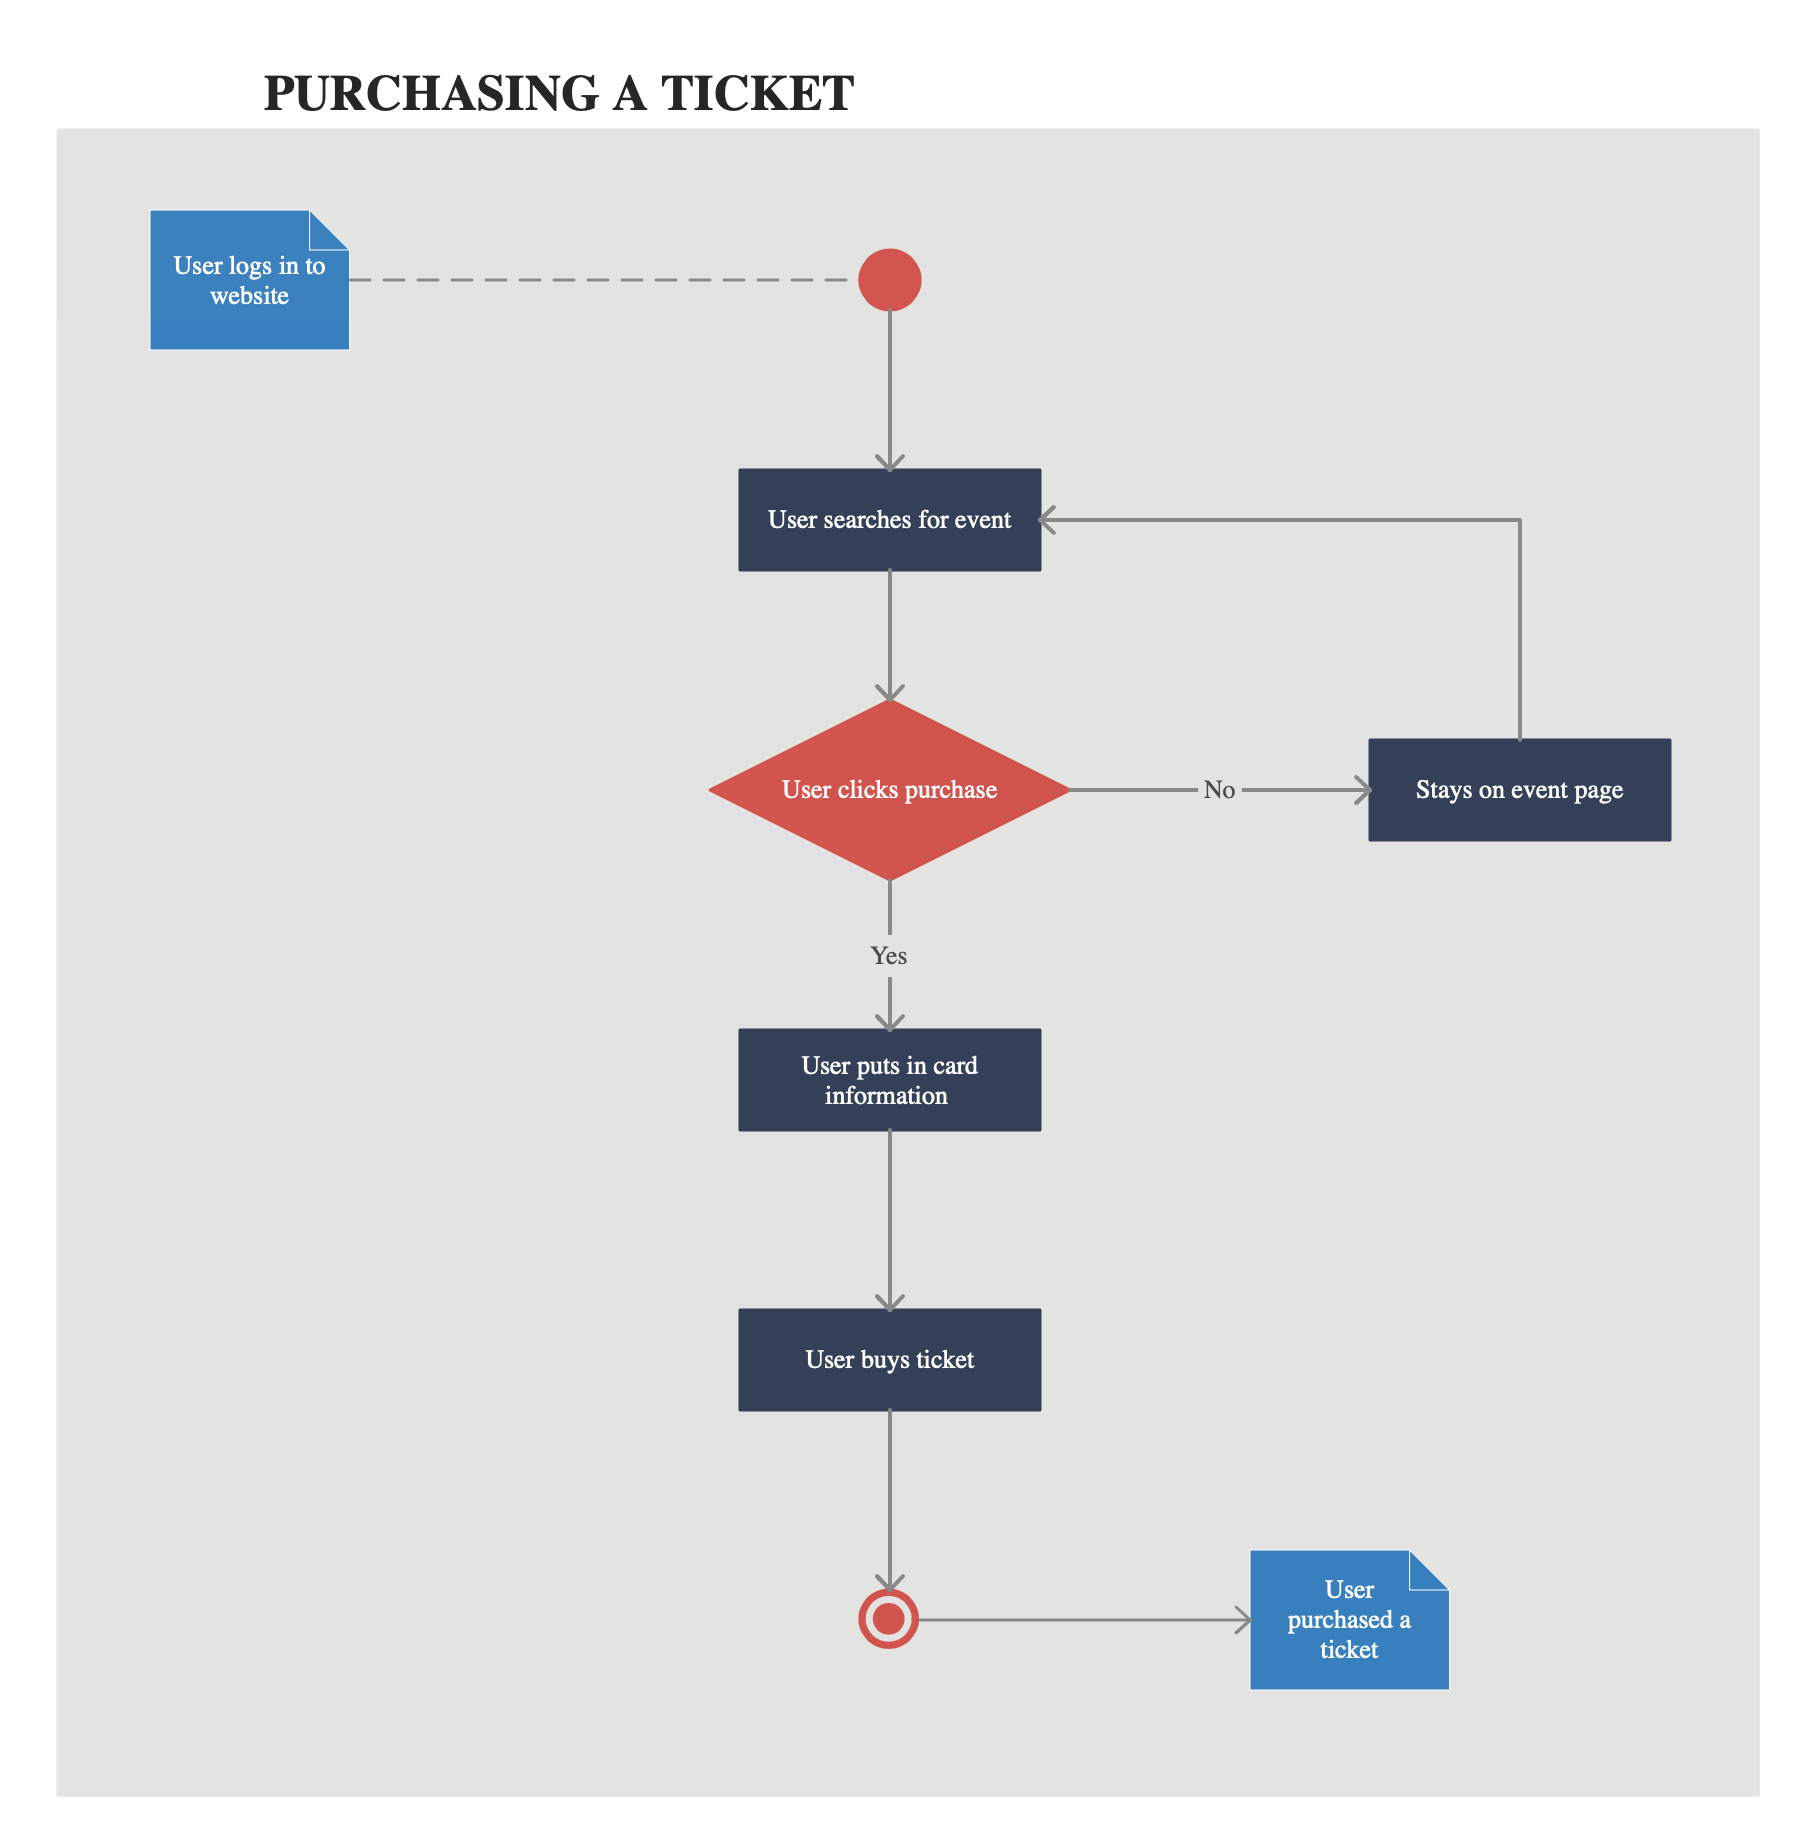 PURCHASING A TICKET
User logs in to
website
User searches for event
User clicks purchase
No
Stays on event page
Yes
User puts in card
information
User buys ticket
User
purchased a
ticket